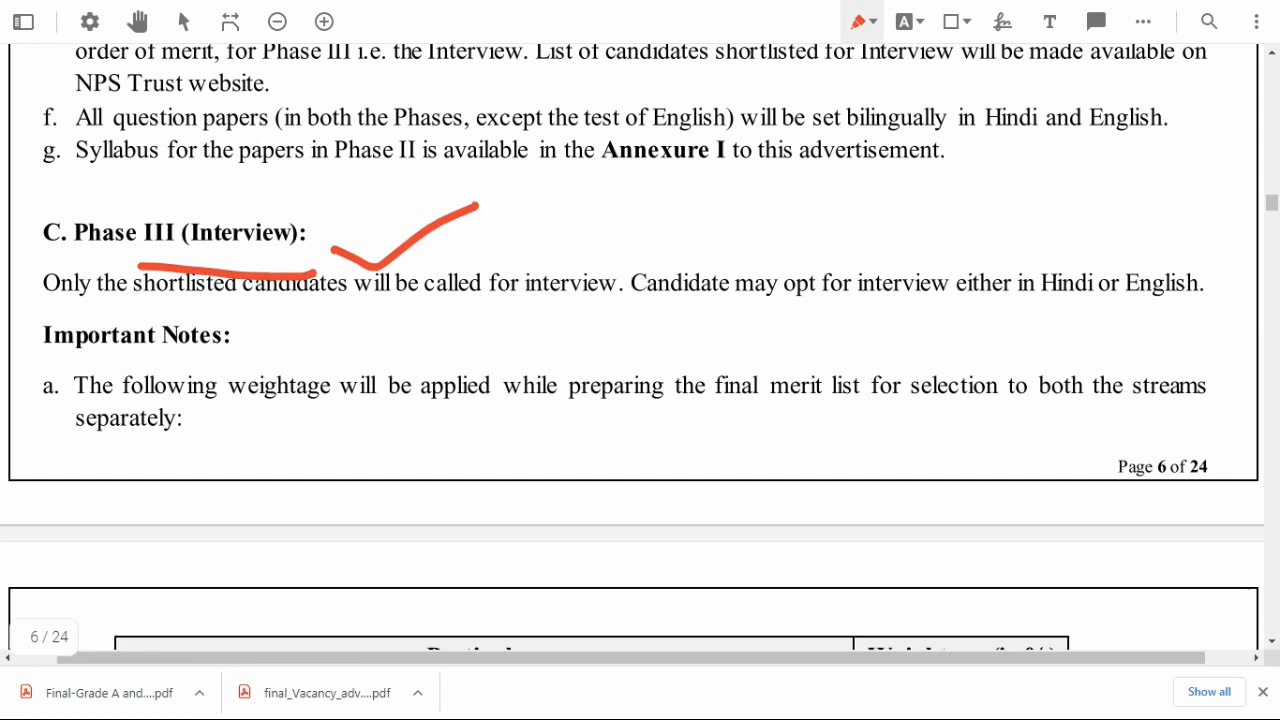 order of merit, for Phase III i.e. the Interview. List of candidates shortlisted for Interview will be made available on
NPS Trust website.
f. All question papers (in both the Phases, except the test of English) will be set bilingually in Hindi and English.
g. Syllabus for the papers in Phase II is available in the Annexure I to this advertisement.
C. Phase III (Interview):
Only the shortlisted candidates will be called for interview. Candidate may opt for interview either in Hindi or English.
Important Notes:
a. The following weightage will be applied while preparing the final merit list for selection to both the streams
separately:
Page 6 of 24
6 / 24
Final-Grade A and....pdf
final_Vacancy_adv....pdf
Show all